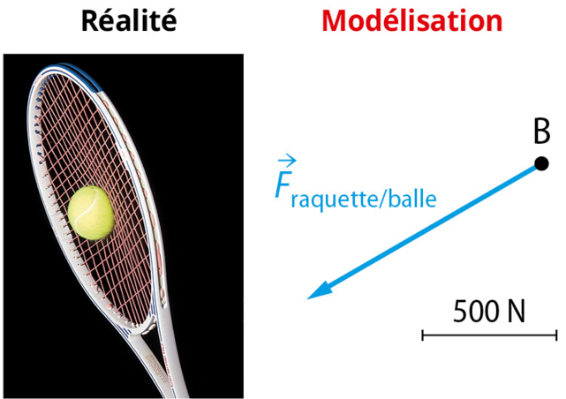 Réalité
Modélisation
B
F⃗ raquette/balle
500 N